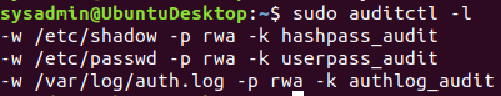 sysadmin@UbuntuDesktop:~$ sudo auditctl -l
-w /etc/shadow -p rwa -k hashpass_audit
-w /etc/passwd -p rwa -k userpass_audit
-w /var/log/auth.log -p rwa -k authlog_audit